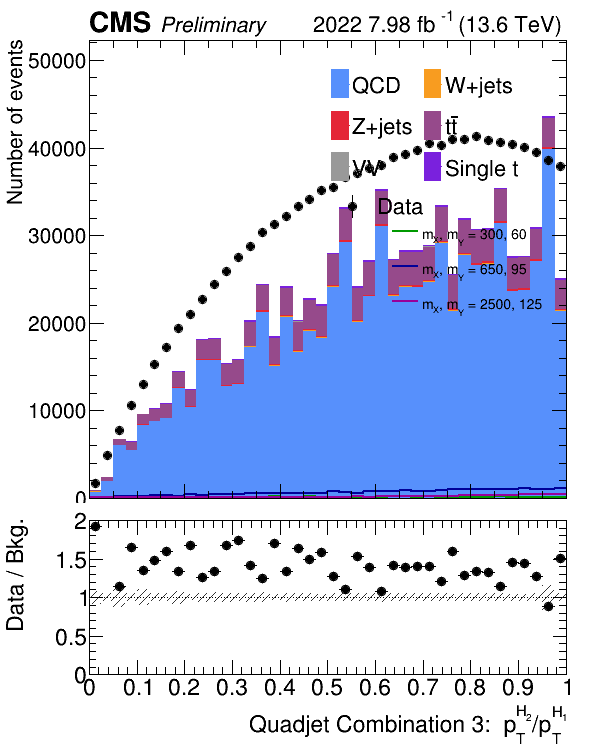 CMS Preliminary 2022 7.98 fb⁻¹ (13.6 TeV)
Number of events
50000
40000
30000
20000
10000
0
QCD
W+jets
Z+jets
tt̄
VV
Single t
Data
m_X, m_Y = 300, 60
m_X, m_Y = 650, 95
m_X, m_Y = 2500, 125
Data / Bkg.
2
1.5
1
0.5
0
0 0.1 0.2 0.3 0.4 0.5 0.6 0.7 0.8 0.9 1
Quadjet Combination 3: p_T^{H_2}/p_T^{H_1}